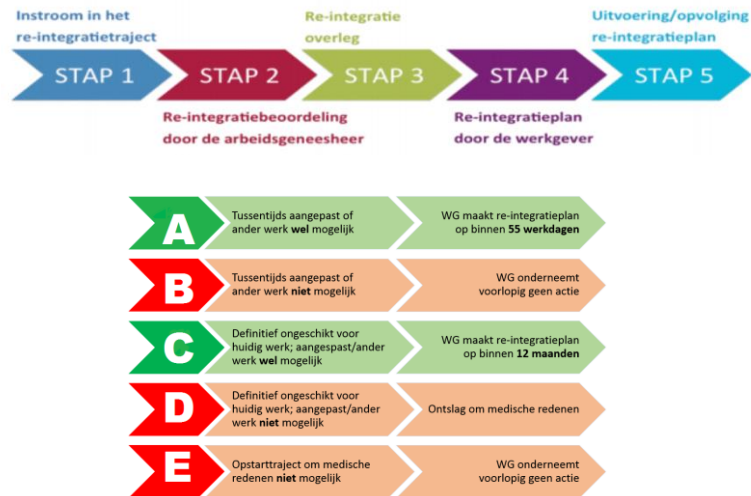 Instroom in het
re-integratietraject
Re-integratie
overleg
Uitvoering/opvolging
re-integratieplan
STAP 1
STAP 2
STAP 3
STAP 4
STAP 5
Re-integratiebeoordeling
door de arbeidsgeneesheer
Re-integratieplan
door de werkgever
A
Tussentijds aangepast of
ander werk wel mogelijk
WG maakt re-integratieplan
op binnen 55 werkdagen
B
Tussentijds aangepast of
ander werk niet mogelijk
WG onderneemt
voorlopig geen actie
C
Definitief ongeschikt voor
huidig werk; aangespast/ander
werk wel mogelijk
WG maakt re-integratieplan
op binnen 12 maanden
D
Definitief ongeschikt voor
huidig werk; aangepast/ander
werk niet mogelijk
Ontslag om medische redenen
E
Opstarttraject om medische
redenen niet mogelijk
WG onderneemt
voorlopig geen actie